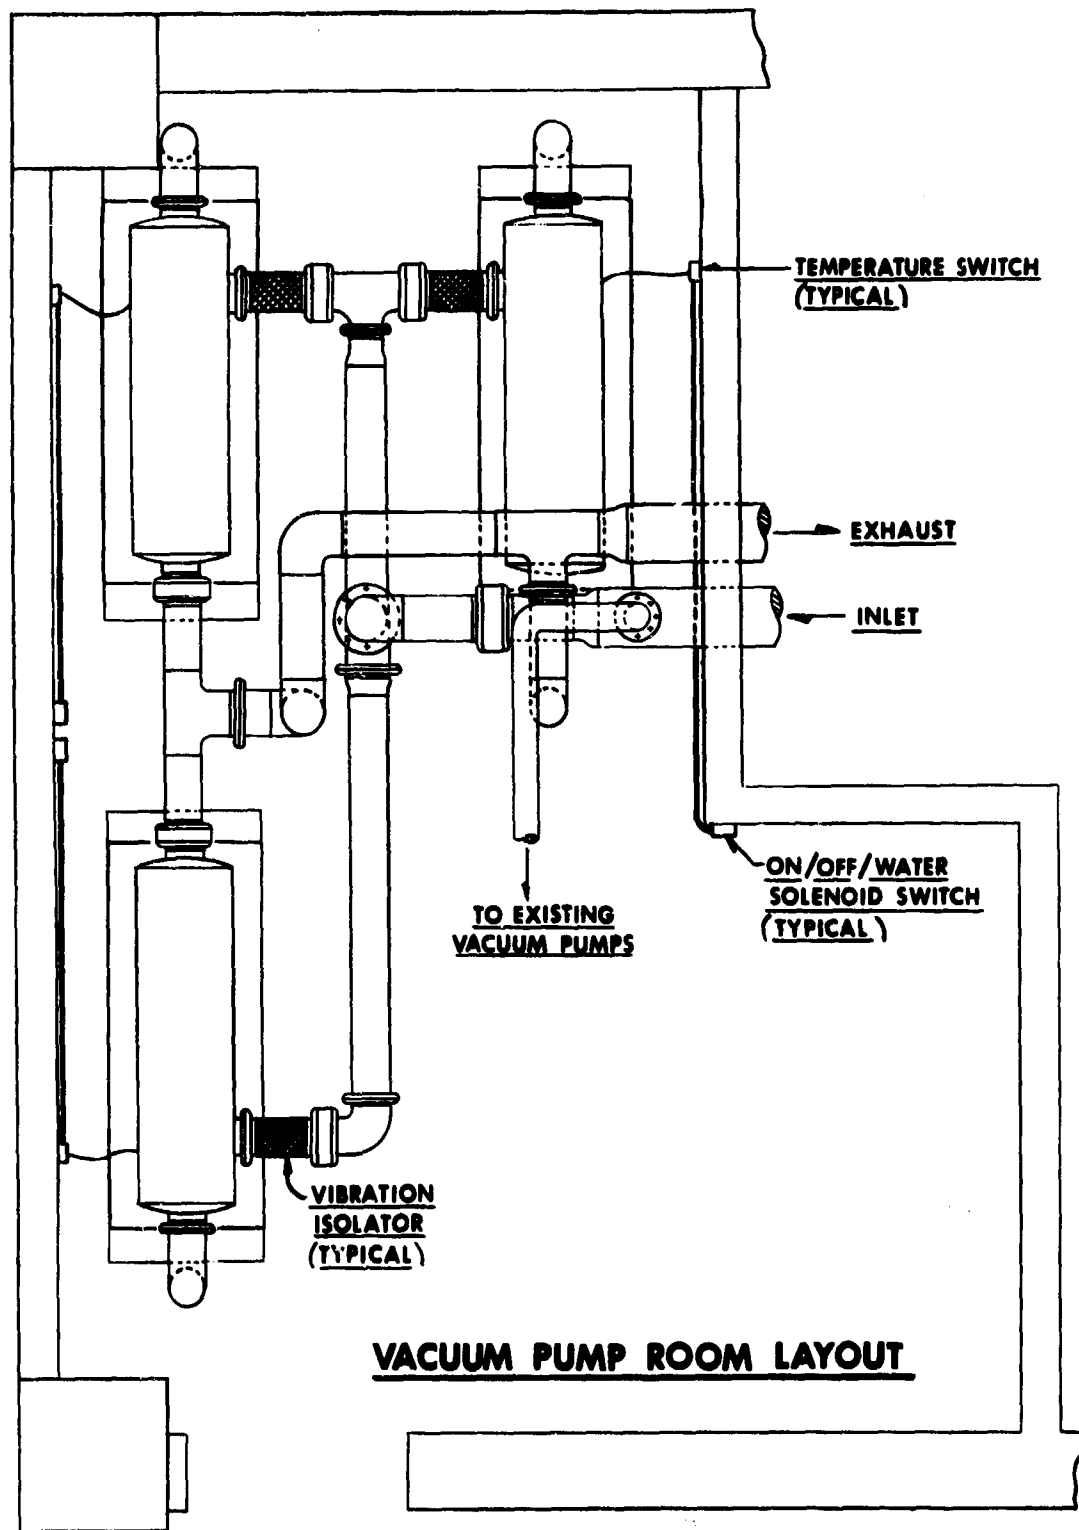 TEMPERATURE SWITCH
(TYPICAL)
EXHAUST
INLET
ON/OFF/WATER
SOLENOID SWITCH
(TYPICAL)
TO EXISTING
VACUUM PUMPS
VIBRATION
ISOLATOR
(TYPICAL)
VACUUM PUMP ROOM LAYOUT